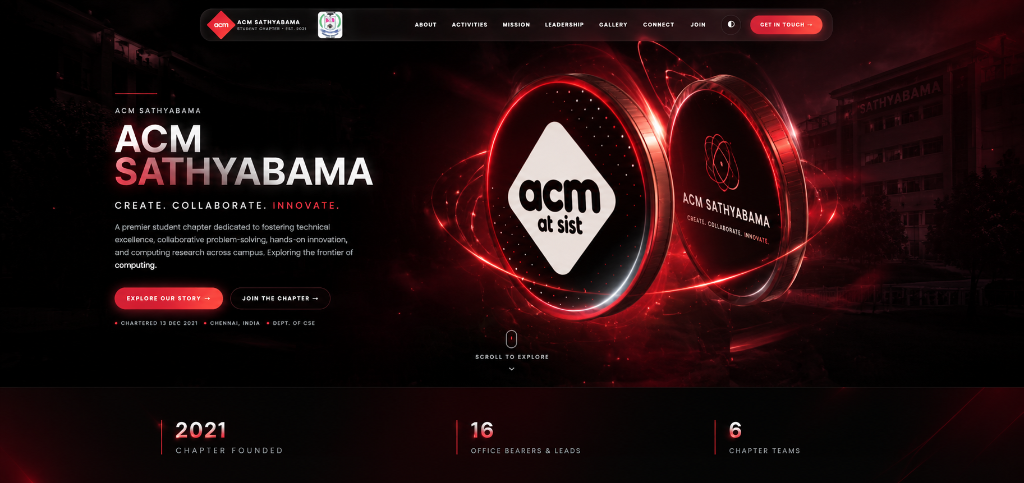 acm
ACM SATHYABAMA
STUDENT CHAPTER • EST. 2021
ABOUT
ACTIVITIES
MISSION
LEADERSHIP
GALLERY
CONNECT
JOIN
GET IN TOUCH →
ACM SATHYABAMA
ACM
SATHYABAMA
CREATE. COLLABORATE. INNOVATE.
A premier student chapter dedicated to fostering technical
excellence, collaborative problem-solving, hands-on innovation,
and computing research across campus. Exploring the frontier of
computing.
EXPLORE OUR STORY →
JOIN THE CHAPTER →
CHARTERED 13 DEC 2021 • CHENNAI, INDIA • DEPT. OF CSE
acm
at sist
ACM SATHYABAMA
CREATE. COLLABORATE. INNOVATE.
SATHYABAMA
SCROLL TO EXPLORE
2021
CHAPTER FOUNDED
16
OFFICE BEARERS & LEADS
6
CHAPTER TEAMS